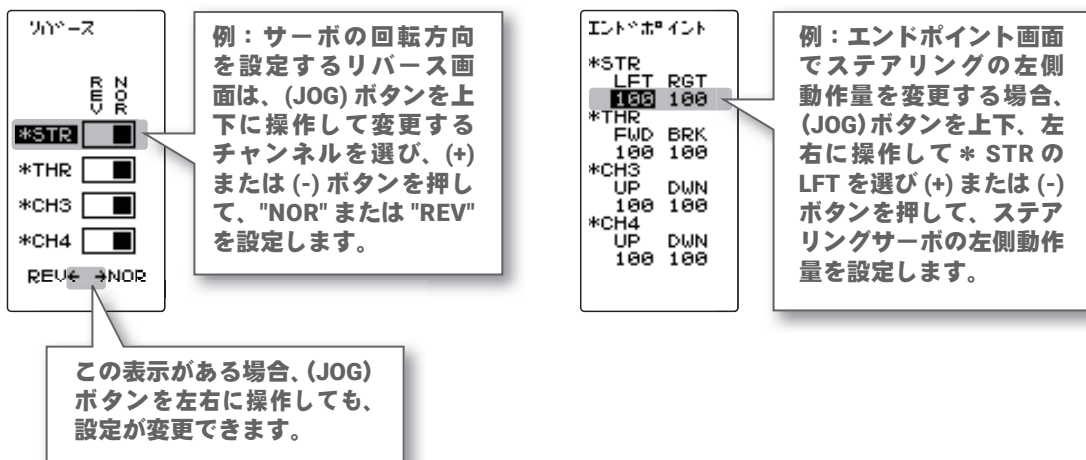 リバース
REV NOR
*STR
*THR
*CH3
*CH4
REV← →NOR
例：サーボの回転方向
を設定するリバース画
面は、(JOG) ボタンを上
下に操作して変更する
チャンネルを選び、(+)
または (-) ボタンを押し
て、"NOR" または "REV"
を設定します。
この表示がある場合、(JOG)
ボタンを左右に操作しても、
設定が変更できます。
エンドポイント
*STR
LFT RGT
100 100
*THR
FWD BRK
100 100
*CH3
UP DWN
100 100
*CH4
UP DWN
100 100
例：エンドポイント画面
でステアリングの左側
動作量を変更する場合、
(JOG) ボタンを上下、左
右に操作して＊ STR の
LFT を選び (+) または (-)
ボタンを押して、ステア
リングサーボの左側動作
量を設定します。